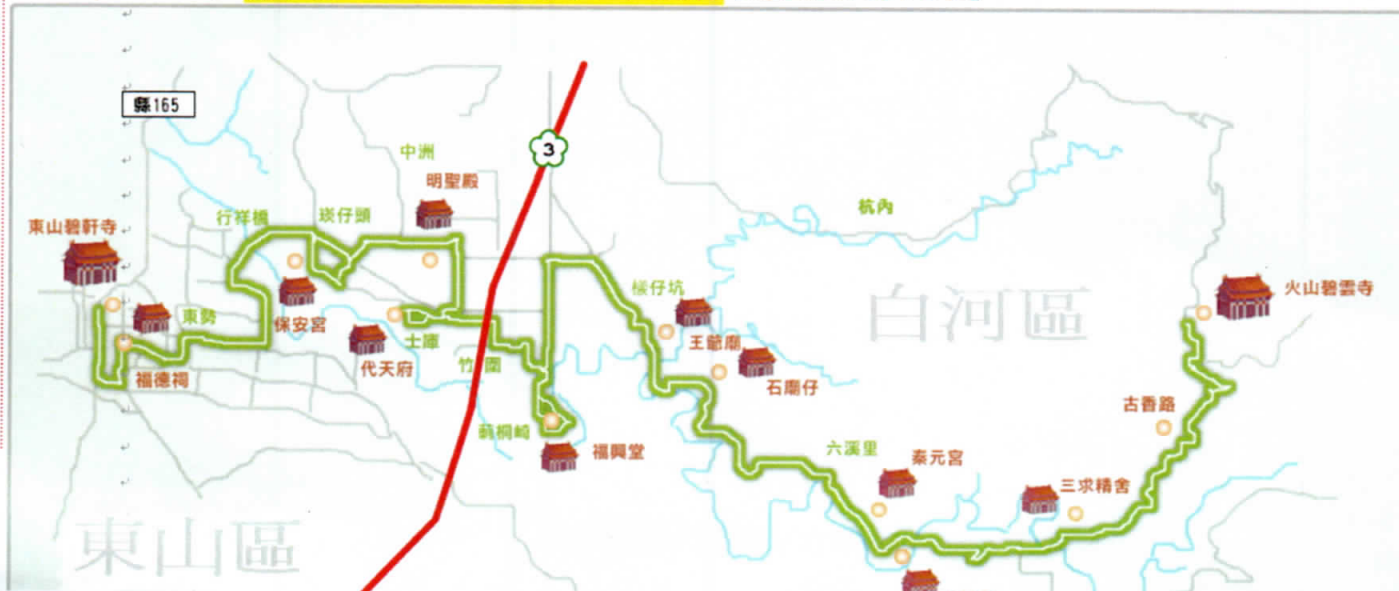 縣165
3
中洲
明聖殿
行祥橋
崁仔頭
杭內
東山碧軒寺
火山碧雲寺
樣仔坑
白河區
東勢
保安宮
王爺廟
士庫
代天府
竹圍
石廟仔
福德祠
古香路
莿桐崎
福興堂
六溪里
秦元宮
三求精舍
東山區